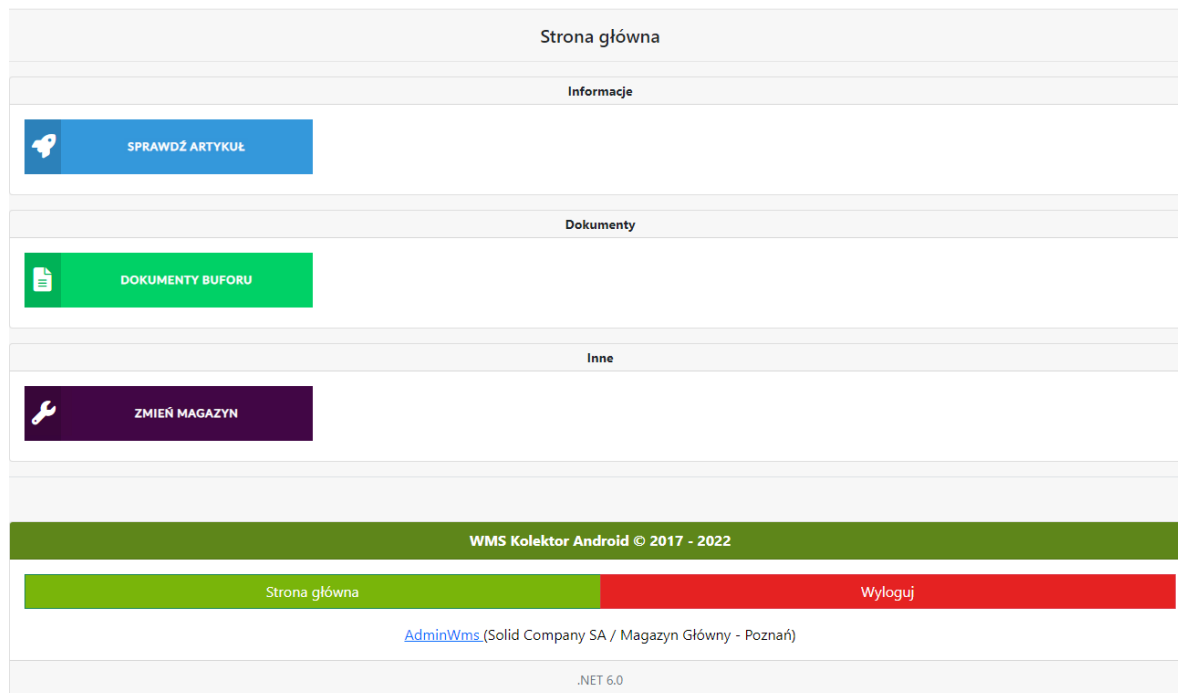 Strona główna
Informacje
SPRAWDŹ ARTYKUŁ
Dokumenty
DOKUMENTY BUFORU
Inne
ZMIEŃ MAGAZYN
WMS Kolektor Android © 2017 - 2022
Strona główna Wyloguj
AdminWms (Solid Company SA / Magazyn Główny - Poznań)
.NET 6.0